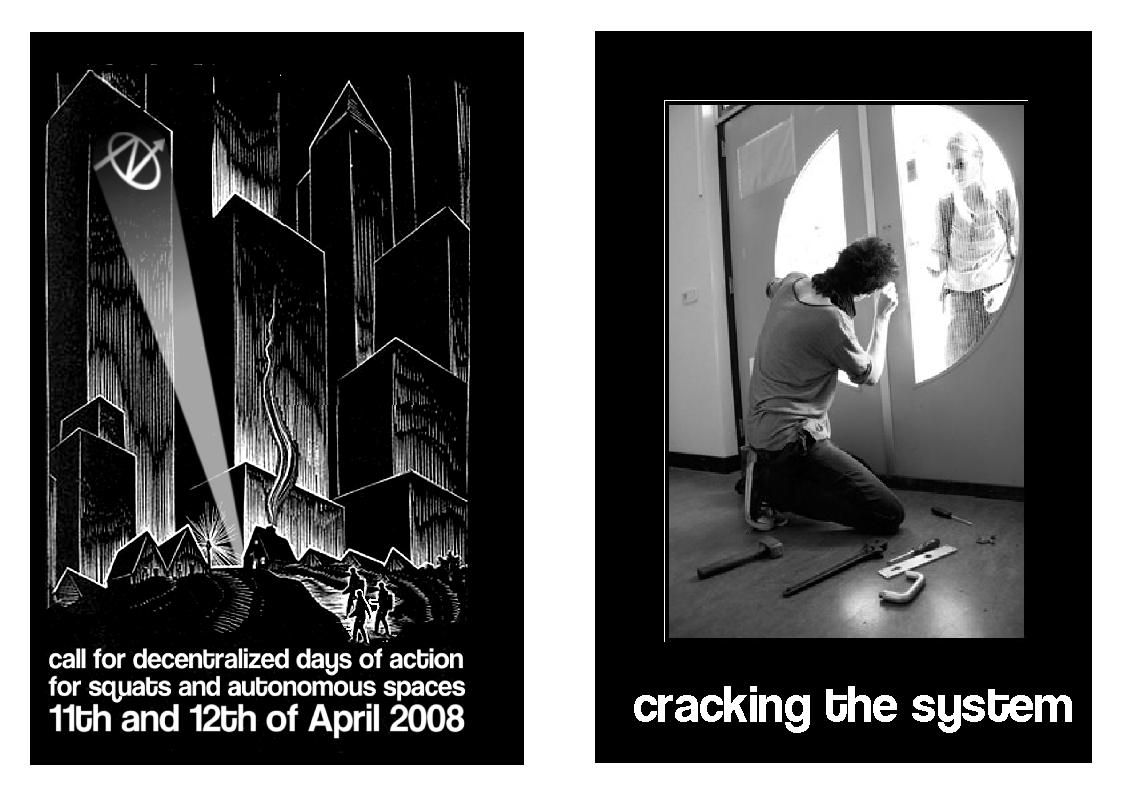 call for decentralized days of action
for squats and autonomous spaces
11th and 12th of April 2008
cracking the system